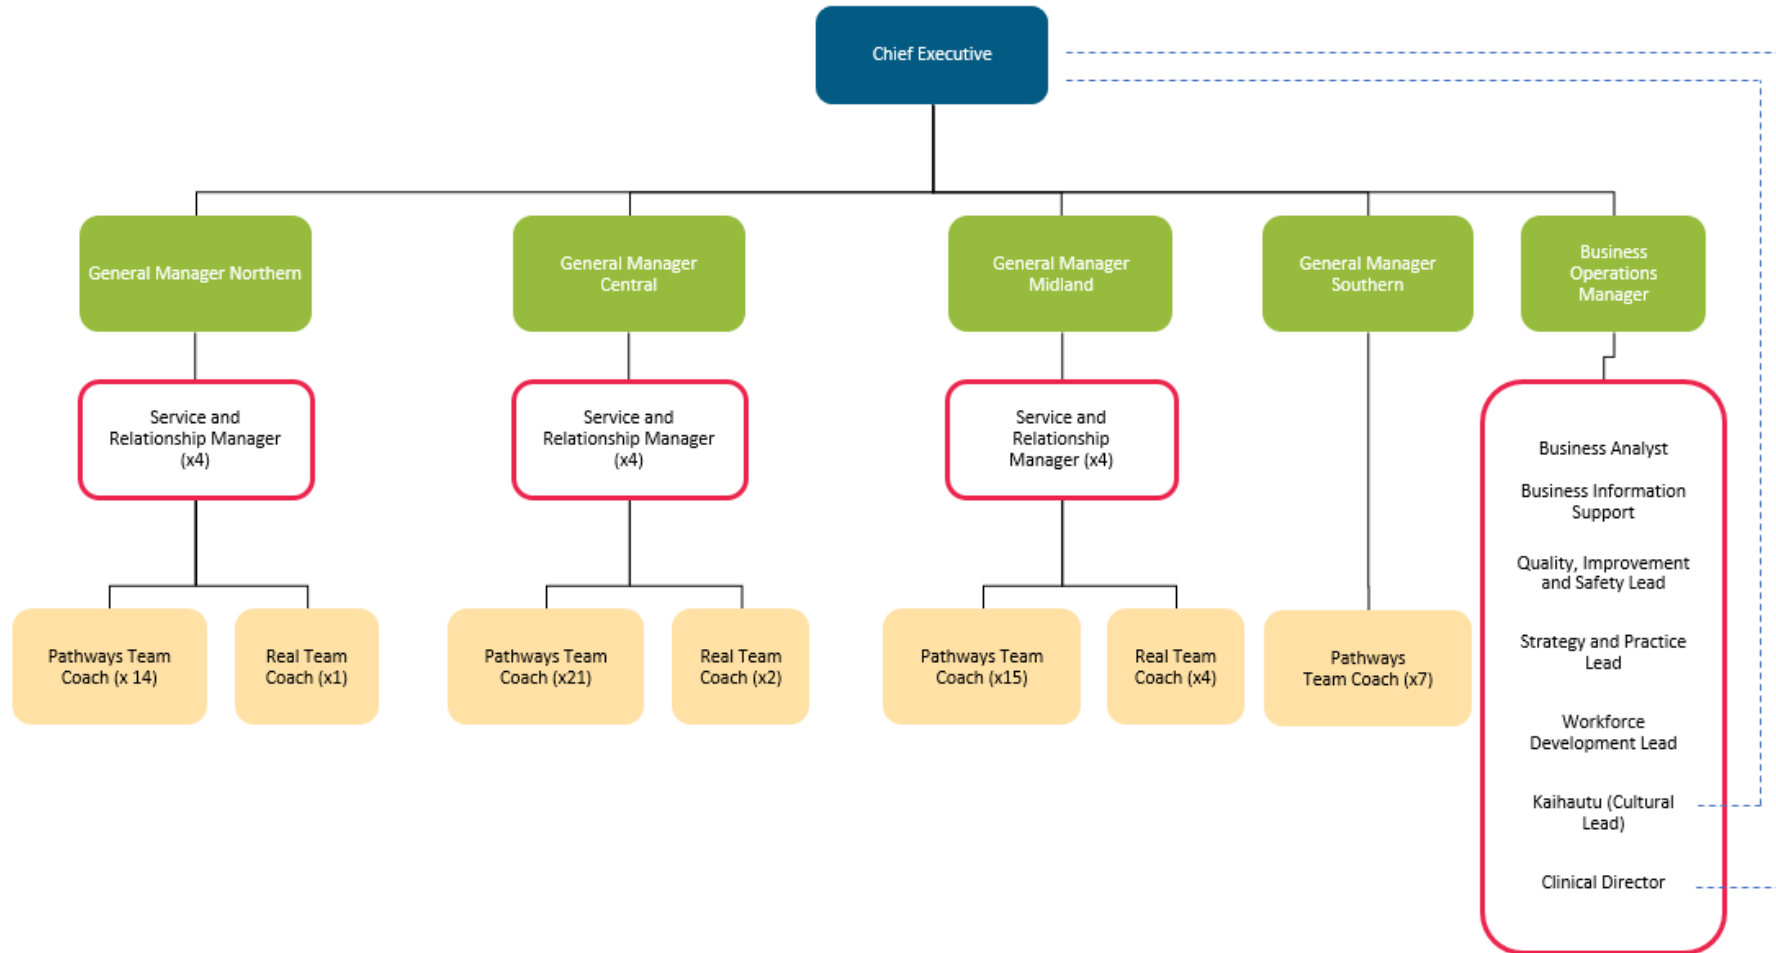 Chief Executive
General Manager Northern
General Manager
Central
General Manager
Midland
General Manager
Southern
Business
Operations
Manager
Service and
Relationship Manager
(x4)
Service and
Relationship Manager
(x4)
Service and
Relationship
Manager (x4)
Pathways Team
Coach (x 14)
Real Team
Coach (x1)
Pathways Team
Coach (x21)
Real Team
Coach (x2)
Pathways Team
Coach (x15)
Real Team
Coach (x4)
Pathways
Team Coach (x7)
Business Analyst
Business Information
Support
Quality, Improvement
and Safety Lead
Strategy and Practice
Lead
Workforce
Development Lead
Kaihautu (Cultural
Lead)
Clinical Director